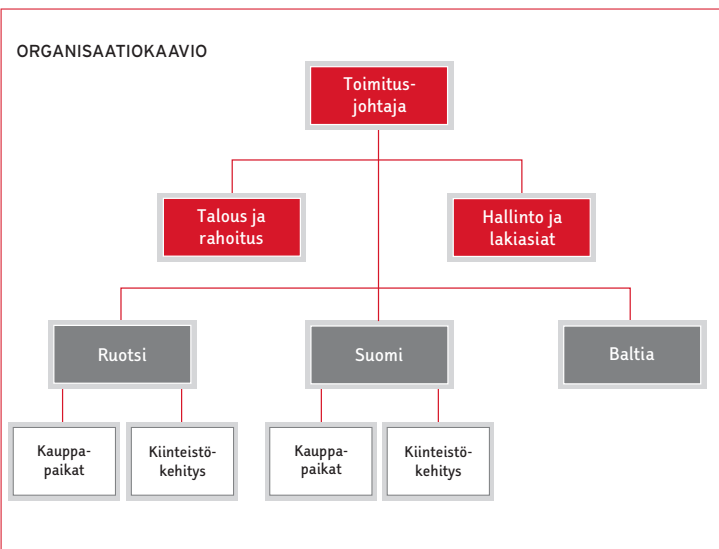 ORGANISAATIOKAAVIO
Toimitus-
johtaja
Talous ja
rahoitus
Hallinto ja
lakiasiat
Ruotsi
Suomi
Baltia
Kauppa-
paikat
Kiinteistö-
kehitys
Kauppa-
paikat
Kiinteistö-
kehitys